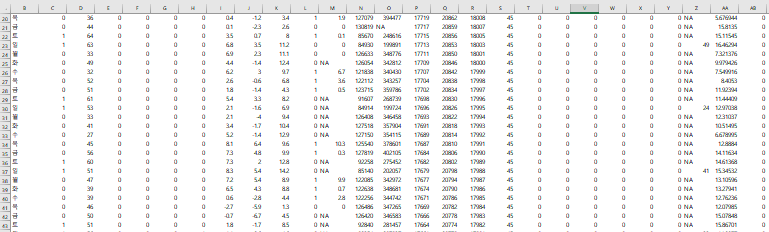 B C D E F G H I J K L M N O P Q R S T U V W X Y Z AA AB
20 목 0 36 0 0 0 0 0.4 -1.2 3.4 1 1.9 127079 394477 17719 20862 18008 45 0 0 0 0 0 0 NA 5.676944 0
21 금 0 44 0 0 0 0 0.1 -2.3 2.6 0 0 130819 NA 17717 20859 18007 45 0 0 0 0 0 0 NA 15.8135 0
22 토 1 64 0 0 0 0 3.5 0.7 8 1 0.1 85670 248616 17715 20856 18005 45 0 0 0 0 0 0 NA 15.11545 0
23 일 1 63 0 0 0 0 6.8 3.5 11.2 0 0 84930 199891 17713 20853 18003 45 0 0 0 0 0 0 49 16.46294 0
24 월 0 33 0 0 0 0 6.9 2.3 11.1 0 0 126633 348776 17711 20850 18001 45 0 0 0 0 0 0 NA 7.321376 0
25 화 0 49 0 0 0 0 4.4 -1.4 12.4 0 NA 126054 342812 17709 20846 18000 45 0 0 0 0 0 0 NA 9.979426 0
26 수 0 32 0 0 0 0 6.2 3 9.7 1 6.7 121838 340430 17707 20842 17999 45 0 0 0 0 0 0 NA 7.549916 0
27 목 0 52 0 0 0 0 2.6 -0.6 6.8 1 3.6 122112 343257 17704 20838 17998 45 0 0 0 0 0 0 NA 8.4053 0
28 금 0 51 0 0 0 0 1.8 -1.4 4.3 1 0.5 123715 359786 17702 20834 17997 45 0 0 0 0 0 0 NA 11.92394 0
29 토 1 61 0 0 0 0 5.4 3.3 8.2 0 NA 91607 268739 17698 20830 17996 45 0 0 0 0 0 0 NA 11.44409 0
30 일 1 53 0 0 0 0 2.1 -1.6 6.9 0 NA 84914 199724 17696 20826 17995 45 0 0 0 0 0 0 24 12.97038 0
31 월 0 33 0 0 0 0 2.1 -4 9.4 0 NA 126408 346458 17693 20822 17994 45 0 0 0 0 0 0 NA 12.31037 0
32 화 0 41 0 0 0 0 3.4 -1.7 10.4 0 NA 127518 357904 17691 20818 17993 45 0 0 0 0 0 0 NA 10.51495 0
33 수 0 27 0 0 0 0 5.2 -1.4 12.9 0 NA 127150 354115 17689 20814 17992 45 0 0 0 0 0 0 NA 6.678995 0
34 목 0 45 0 0 0 0 8.1 6.4 9.6 1 10.3 125540 378601 17687 20810 17991 45 0 0 0 0 0 0 NA 12.8884 0
35 금 0 56 0 0 0 0 7.3 4.8 9.9 1 0.3 127819 402105 17684 20806 17990 45 0 0 0 0 0 0 NA 14.11634 0
36 토 1 60 0 0 0 0 7.3 2 12.8 0 NA 92258 275452 17682 20802 17989 45 0 0 0 0 0 0 NA 14.61368 0
37 일 1 51 0 0 0 0 8.3 5.4 14.2 0 NA 85140 202057 17679 20798 17988 45 0 0 0 0 0 0 41 15.34532 0
38 월 0 47 0 0 0 0 7.2 5.4 8.9 1 9.9 122085 342972 17677 20794 17987 45 0 0 0 0 0 0 NA 13.10596 0
39 화 0 39 0 0 0 0 6.5 4.3 8.8 1 0.7 122638 348681 17674 20790 17986 45 0 0 0 0 0 0 NA 13.27941 0
40 수 0 39 0 0 0 0 0.6 -2.8 4.4 1 2.8 122256 344742 17671 20786 17985 45 0 0 0 0 0 0 NA 12.76236 0
41 목 0 46 0 0 0 0 -2.7 -5.9 1.3 0 0 126486 347265 17669 20782 17984 45 0 0 0 0 0 0 NA 12.07985 0
42 금 0 50 0 0 0 0 -0.7 -6.7 4.5 0 NA 126420 346583 17666 20778 17983 45 0 0 0 0 0 0 NA 15.07848 0
43 토 1 51 0 0 0 0 1.8 -1.7 8.5 0 NA 92840 281457 17664 20774 17982 45 0 0 0 0 0 0 NA 15.86701 0